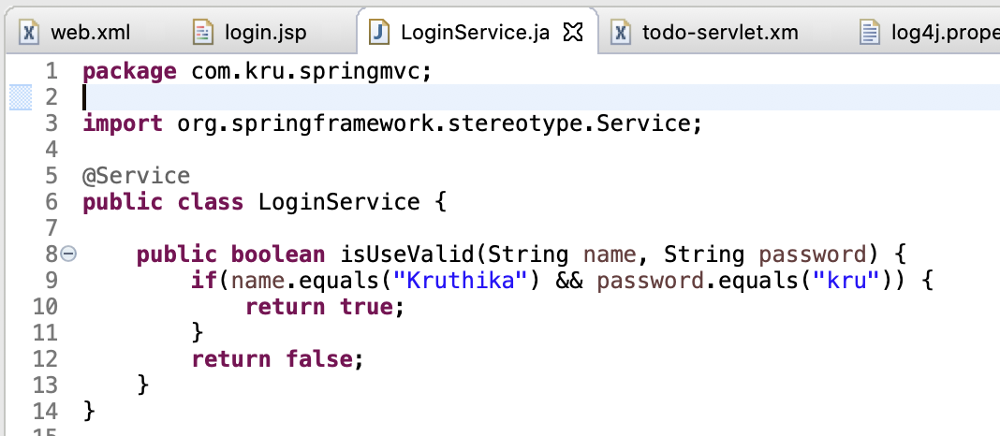 web.xml login.jsp LoginService.ja todo-servlet.xm log4j.prope
1 package com.kru.springmvc;
2
3 import org.springframework.stereotype.Service;
4
5 @Service
6 public class LoginService {
7
8 public boolean isUseValid(String name, String password) {
9 if(name.equals("Kruthika") && password.equals("kru")) {
10 return true;
11 }
12 return false;
13 }
14 }
15